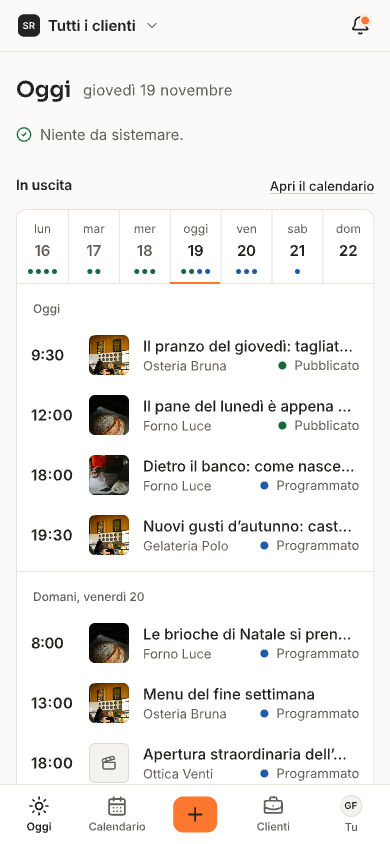 SR Tutti i clienti
Oggi giovedì 19 novembre
Niente da sistemare.
In uscita Apri il calendario
lun mar mer oggi ven sab dom
16 17 18 19 20 21 22
Oggi
9:30 Il pranzo del giovedì: tagliat...
Osteria Bruna Pubblicato
12:00 Il pane del lunedì è appena ...
Forno Luce Pubblicato
18:00 Dietro il banco: come nasce...
Forno Luce Programmato
19:30 Nuovi gusti d’autunno: cast...
Gelateria Polo Programmato
Domani, venerdì 20
8:00 Le brioche di Natale si pren...
Forno Luce Programmato
13:00 Menu del fine settimana
Osteria Bruna Programmato
18:00 Apertura straordinaria dell’...
Ottica Venti Programmato
GF
Oggi Calendario Clienti Tu